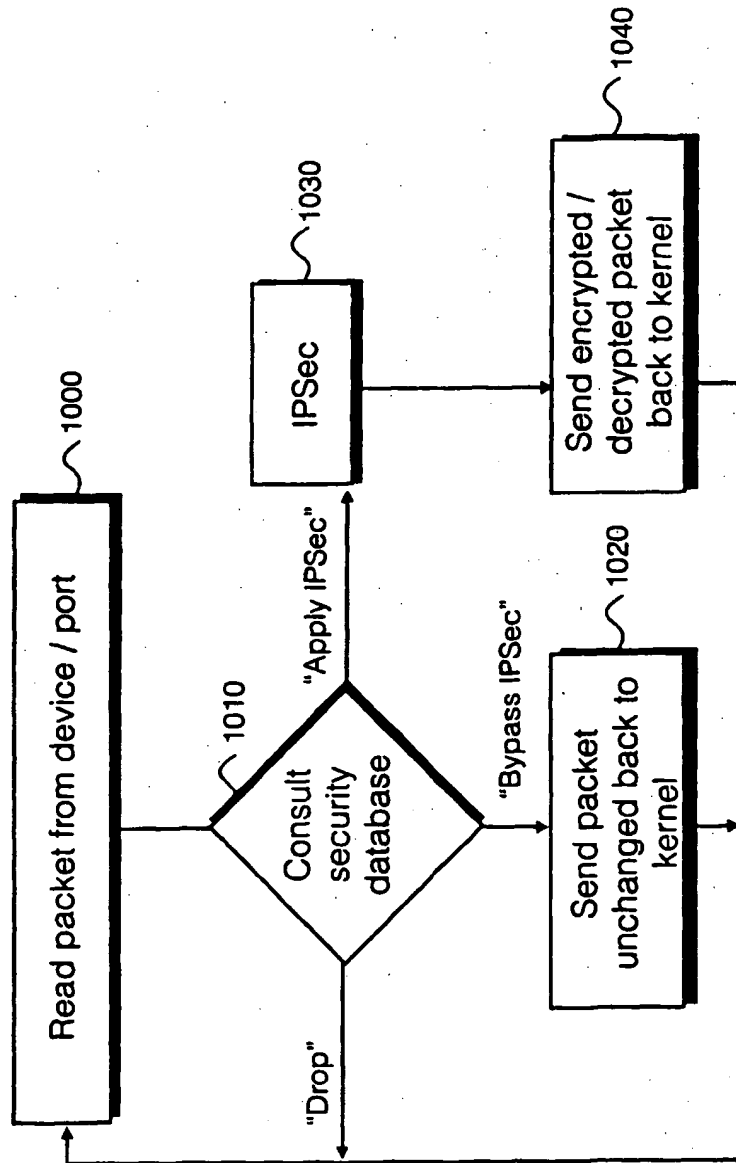 1000
Read packet from device / port
1010
Consult
security
database
"Drop"
"Apply IPSec"
1030
IPSec
"Bypass IPSec"
1020
Send packet
unchanged back to
kernel
1040
Send encrypted /
decrypted packet
back to kernel